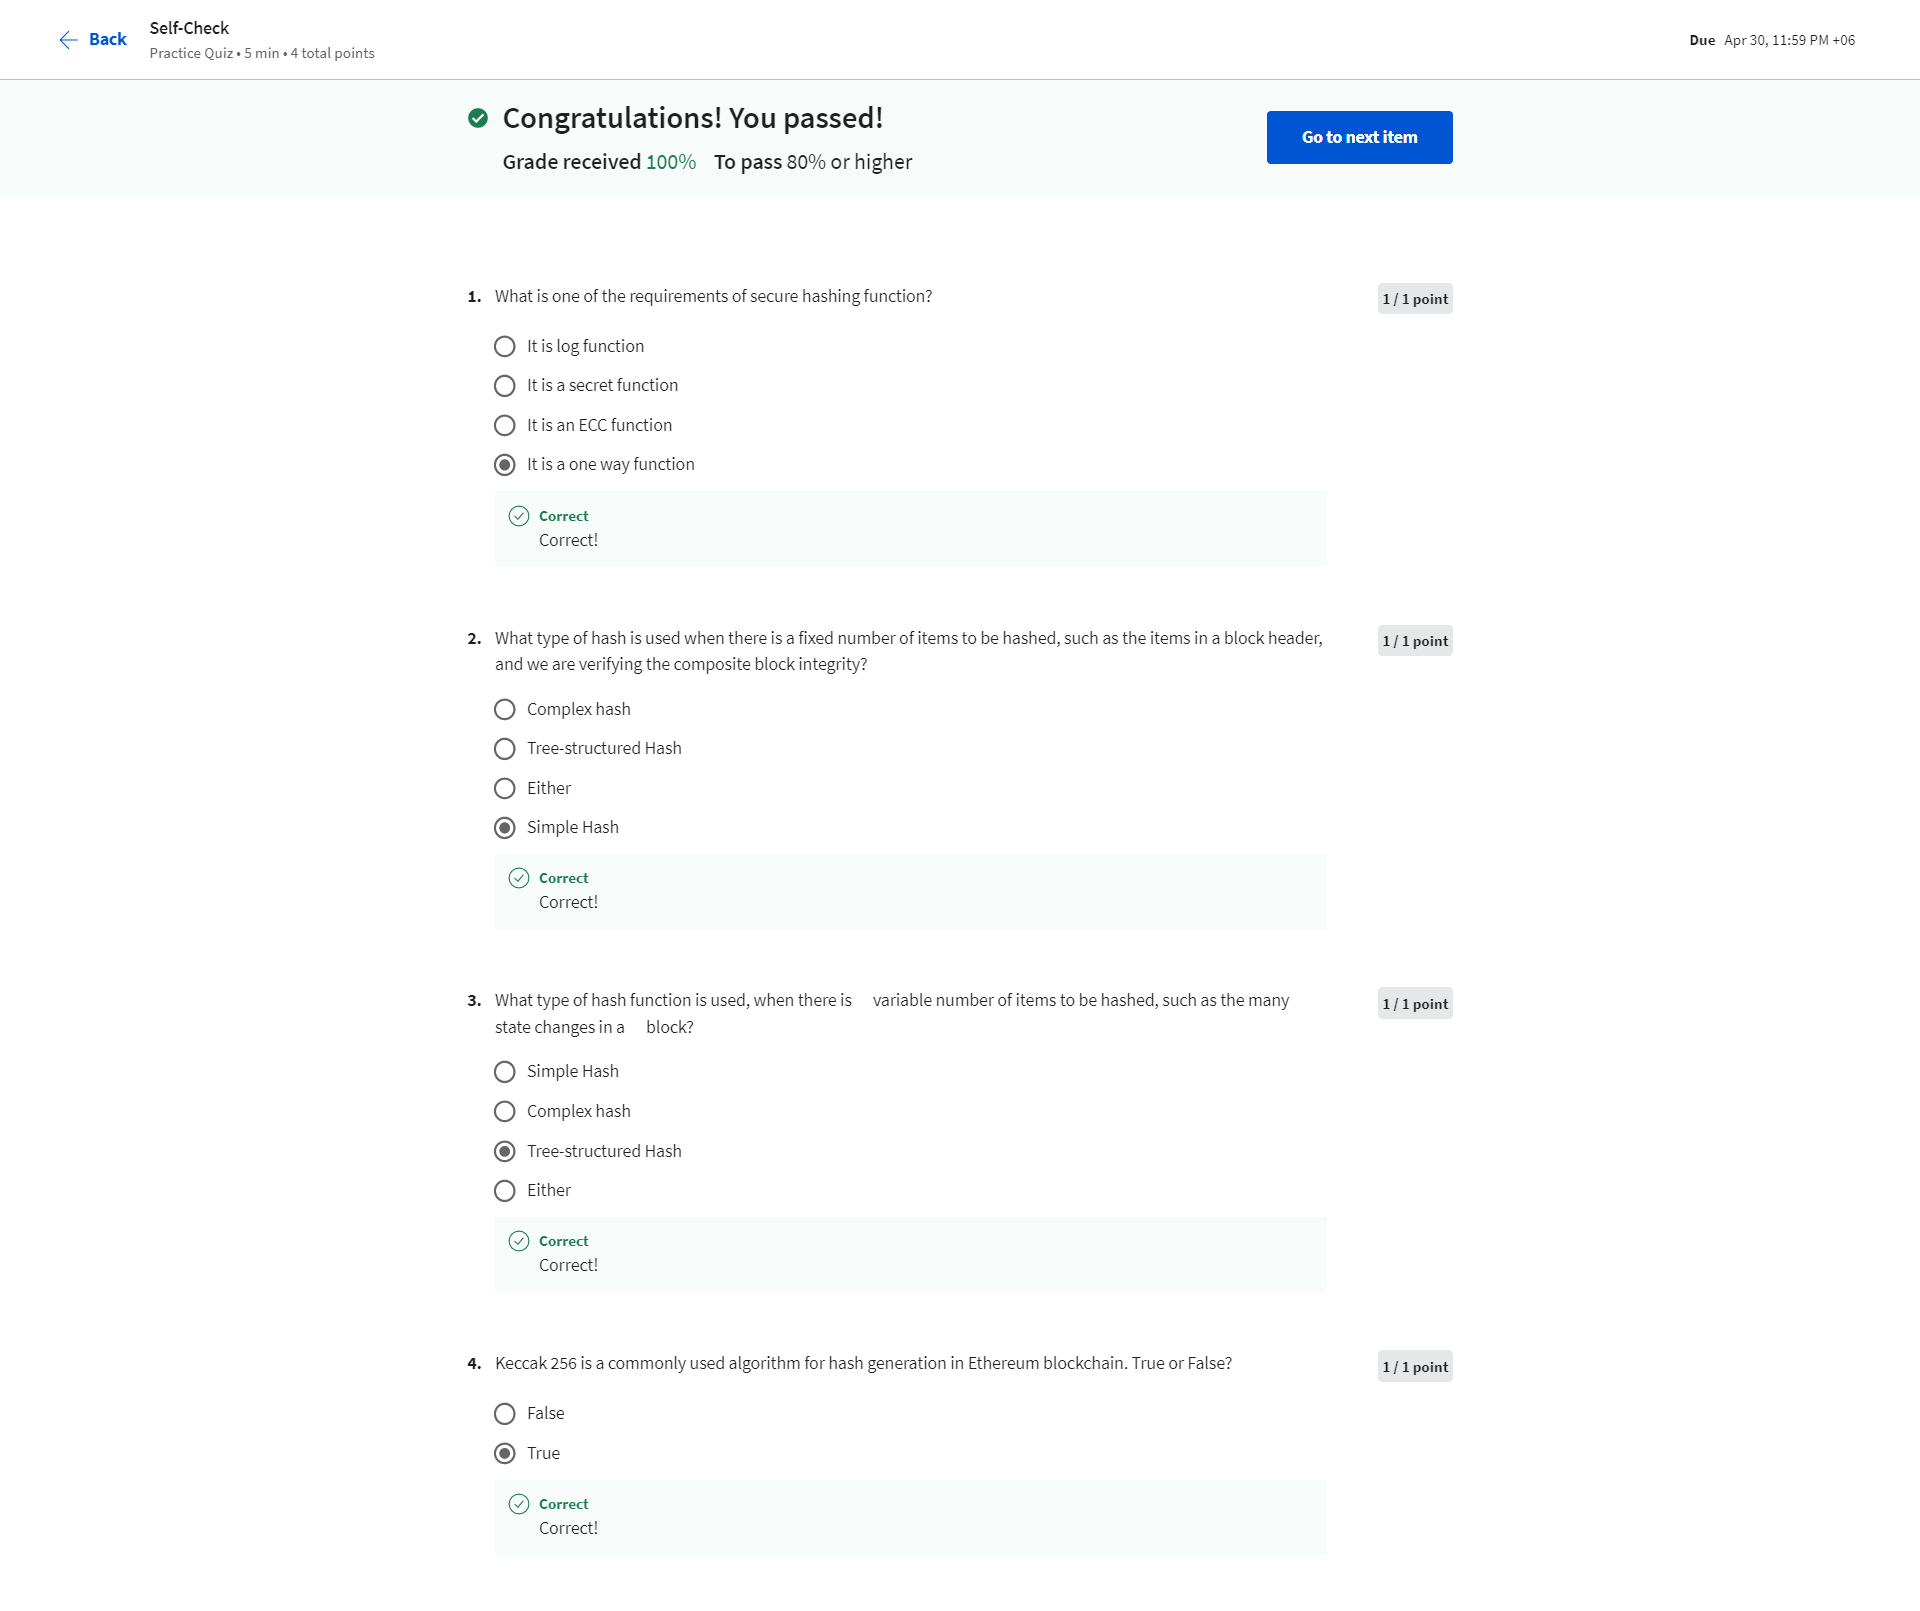 Back
Self-Check
Practice Quiz • 5 min • 4 total points
Due Apr 30, 11:59 PM +06
Congratulations! You passed!
Grade received 100% To pass 80% or higher
Go to next item
1. What is one of the requirements of secure hashing function?
1 / 1 point
It is log function
It is a secret function
It is an ECC function
It is a one way function
Correct
Correct!
2. What type of hash is used when there is a fixed number of items to be hashed, such as the items in a block header,
and we are verifying the composite block integrity?
1 / 1 point
Complex hash
Tree-structured Hash
Either
Simple Hash
Correct
Correct!
3. What type of hash function is used, when there is variable number of items to be hashed, such as the many
state changes in a block?
1 / 1 point
Simple Hash
Complex hash
Tree-structured Hash
Either
Correct
Correct!
4. Keccak 256 is a commonly used algorithm for hash generation in Ethereum blockchain. True or False?
1 / 1 point
False
True
Correct
Correct!